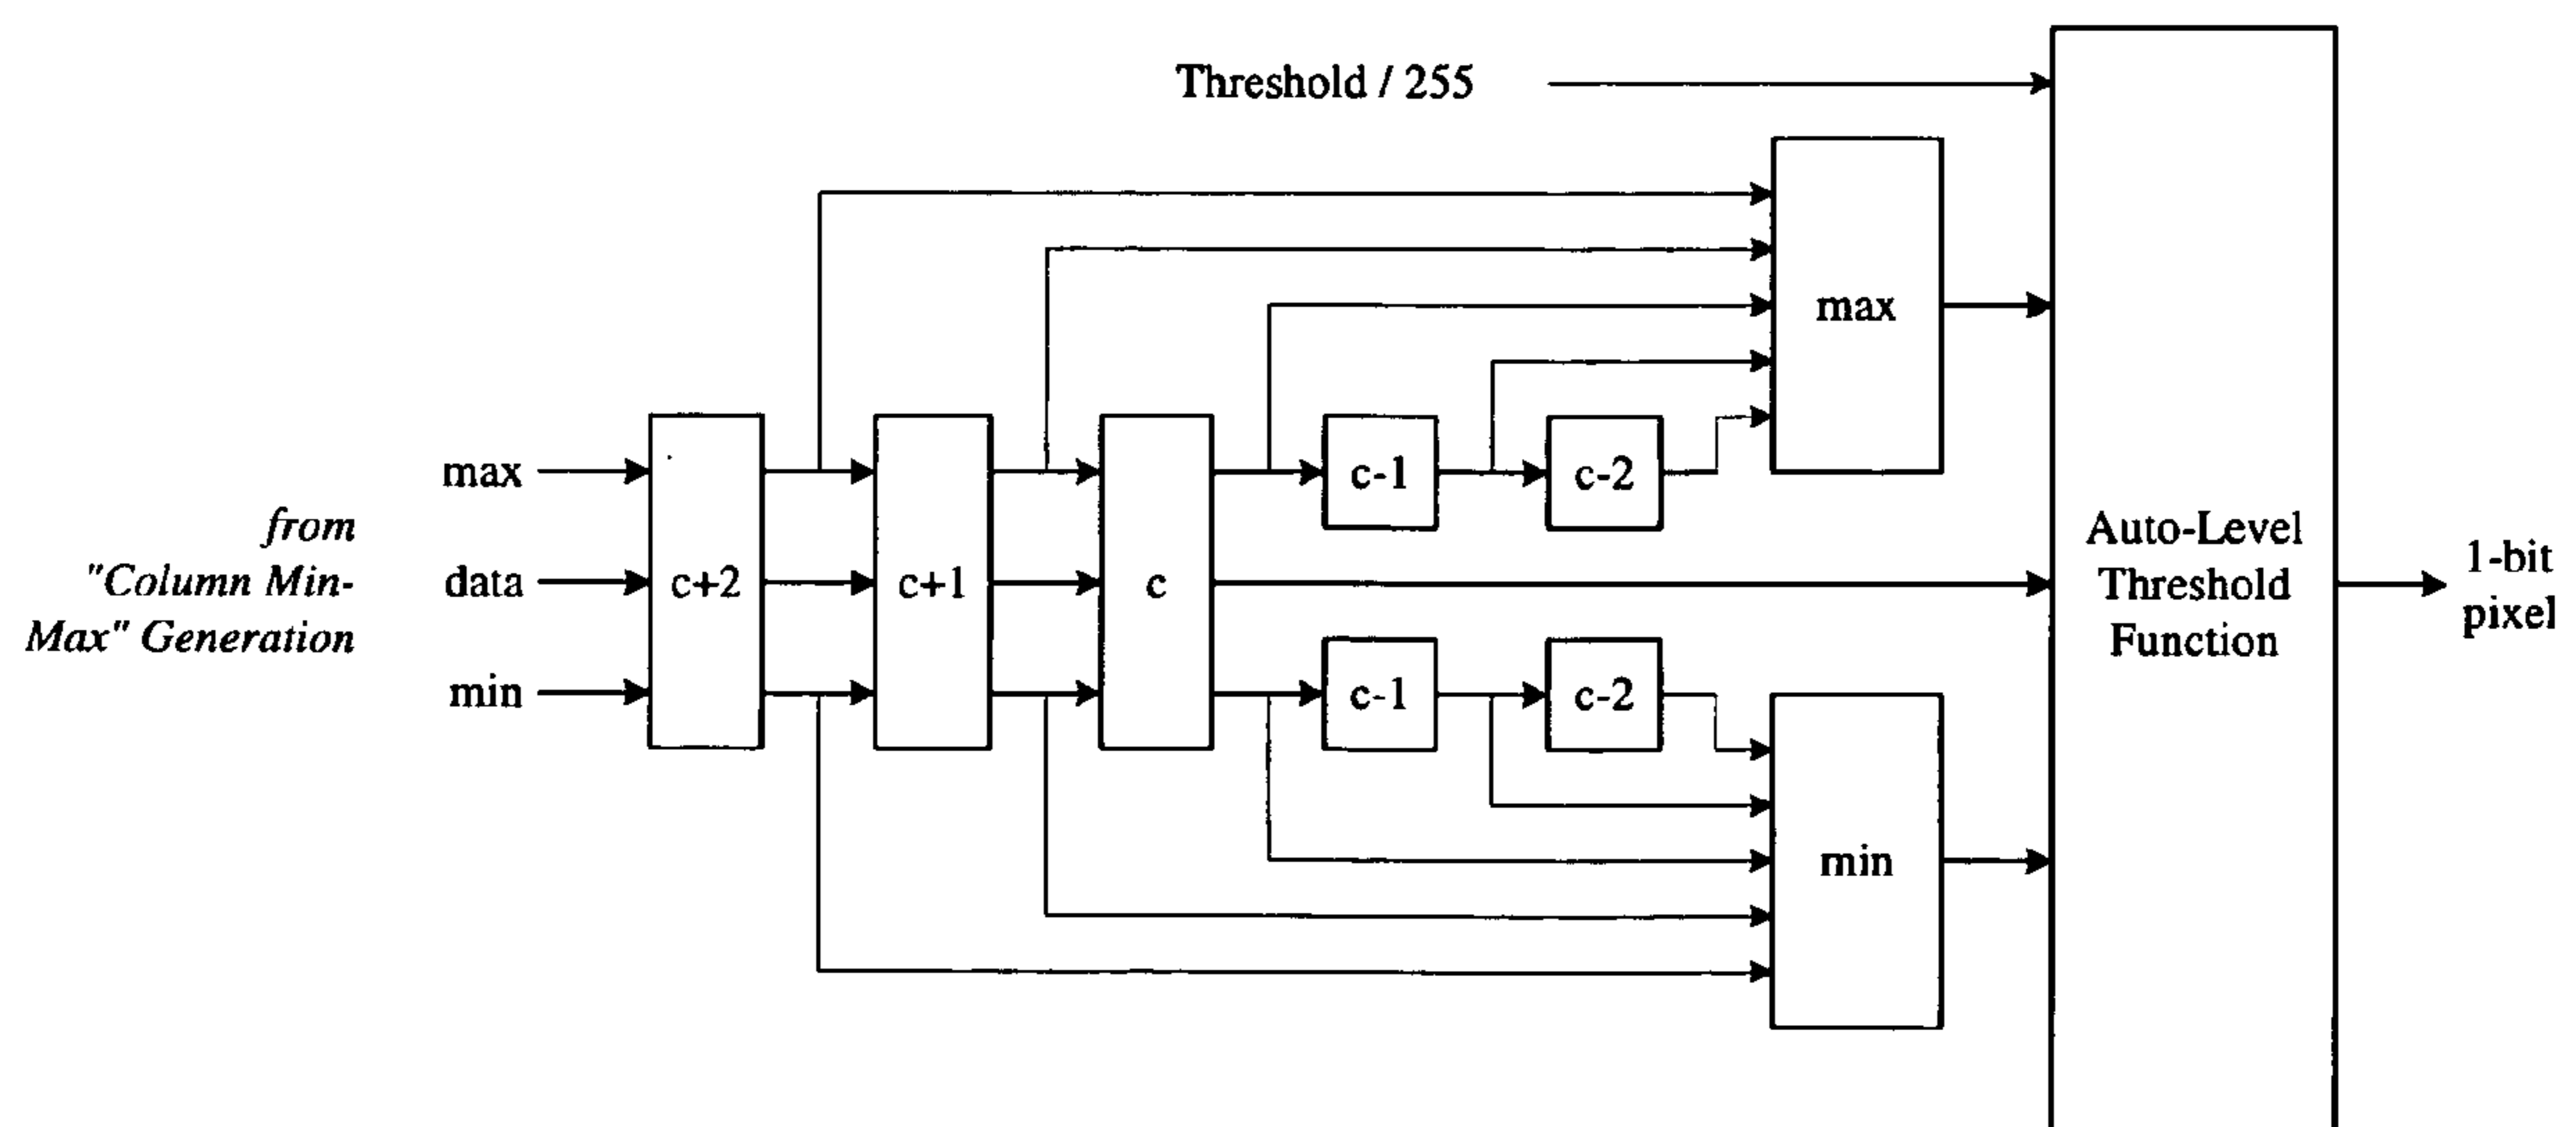 Threshold / 255
max
max
from
"Column Min-
Max" Generation
data
min
c+2
c+1
c
c-1
c-2
c-1
c-2
min
Auto-Level
Threshold
Function
1-bit
pixel